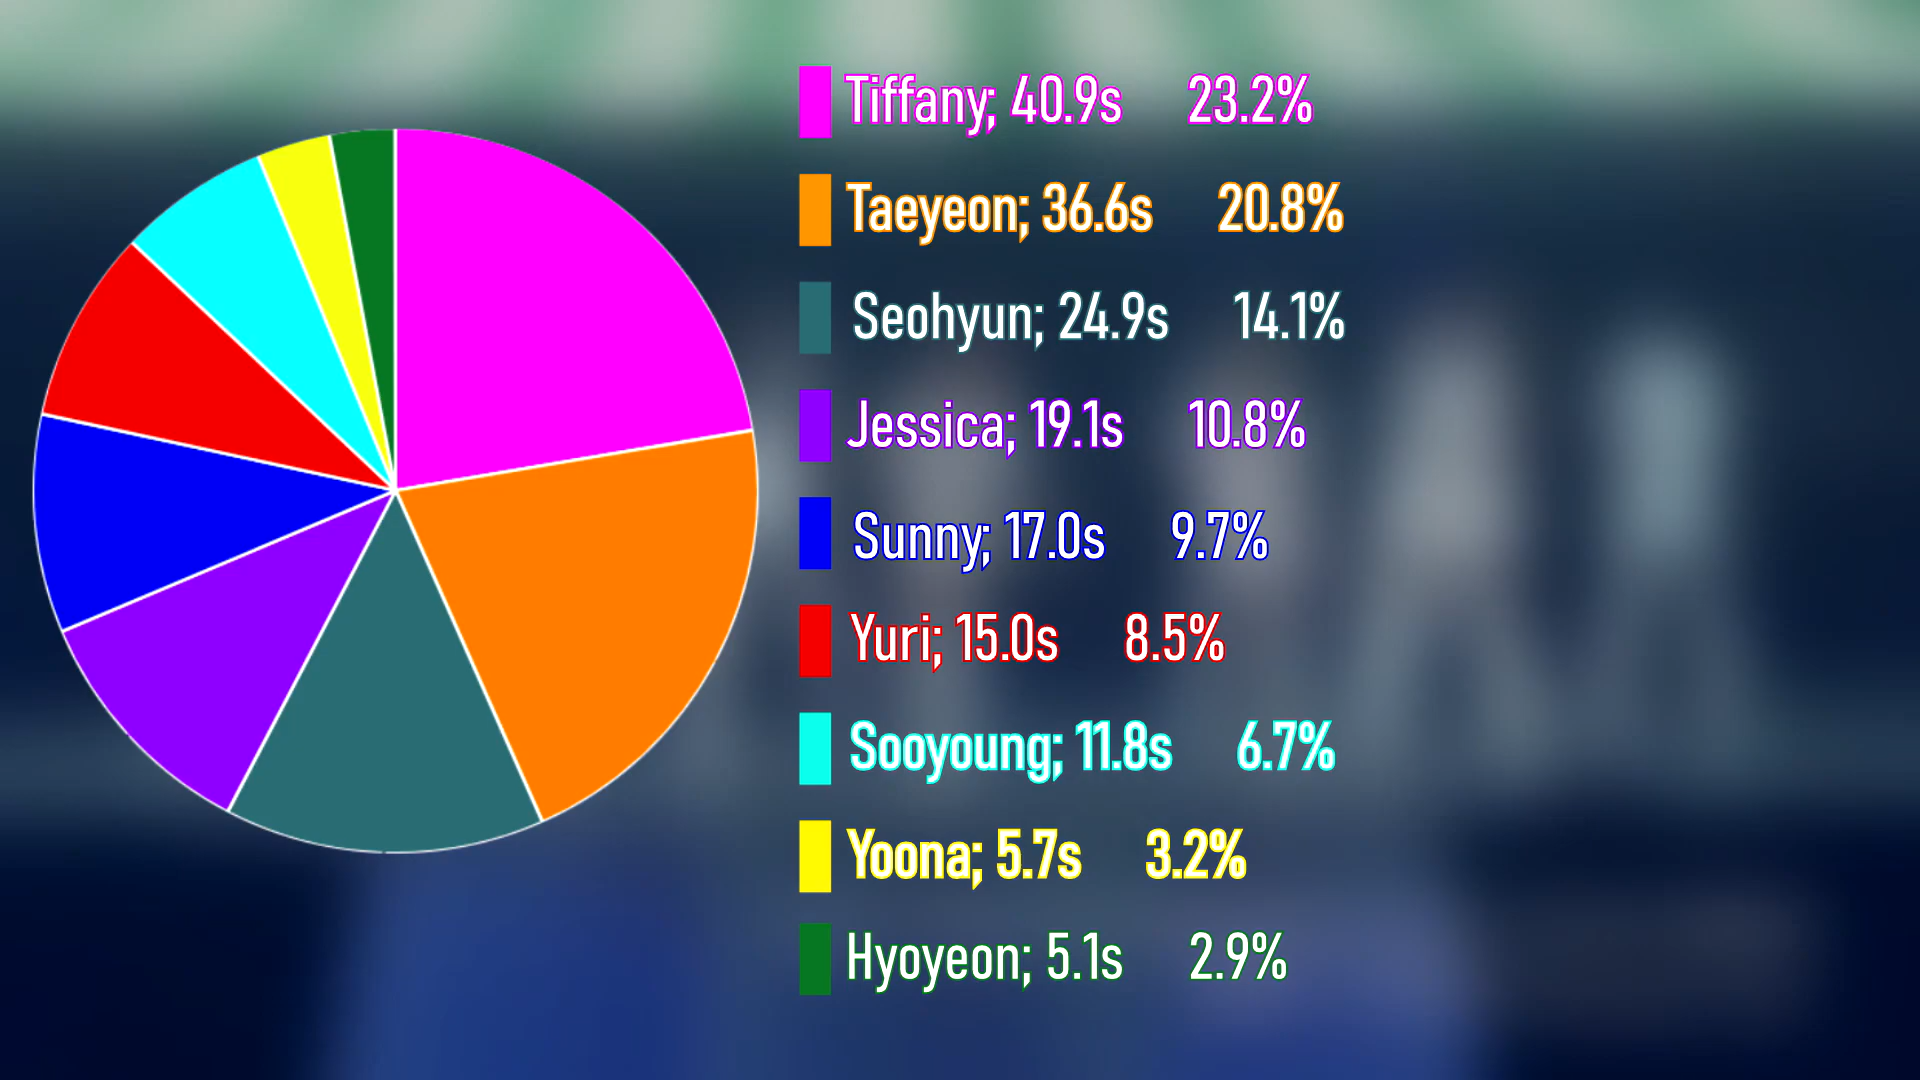 Tiffany; 40.9s 23.2%
Taeyeon; 36.6s 20.8%
Seohyun; 24.9s 14.1%
Jessica; 19.1s 10.8%
Sunny; 17.0s 9.7%
Yuri; 15.0s 8.5%
Sooyoung; 11.8s 6.7%
Yoona; 5.7s 3.2%
Hyoyeon; 5.1s 2.9%